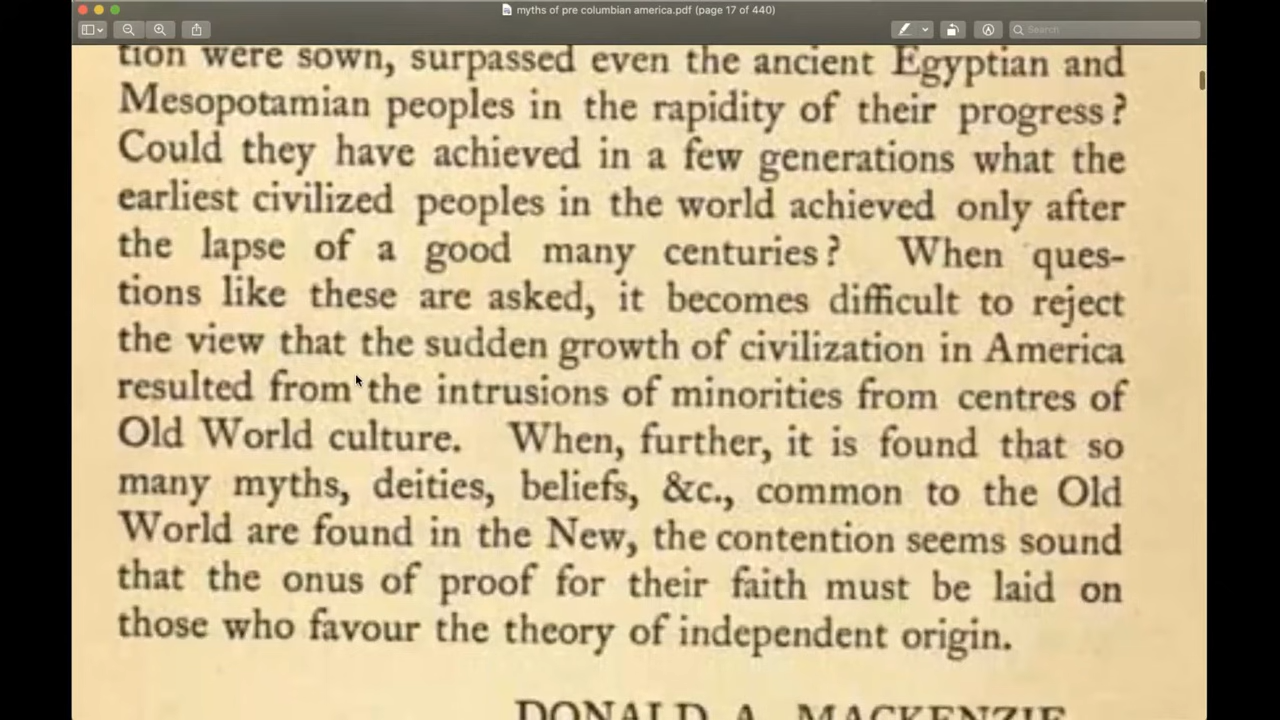 myths of pre columbian america.pdf (page 17 of 440)
Search
tion were sown, surpassed even the ancient Egyptian and
Mesopotamian peoples in the rapidity of their progress?
Could they have achieved in a few generations what the
earliest civilized peoples in the world achieved only after
the lapse of a good many centuries? When ques-
tions like these are asked, it becomes difficult to reject
the view that the sudden growth of civilization in America
resulted from the intrusions of minorities from centres of
Old World culture. When, further, it is found that so
many myths, deities, beliefs, &c., common to the Old
World are found in the New, the contention seems sound
that the onus of proof for their faith must be laid on
those who favour the theory of independent origin.
DONALD A. MACKENZIE